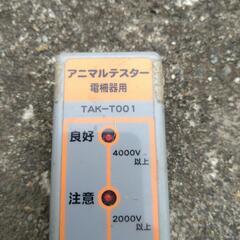 アニマルテスター
電柵器用
TAK-T001
良好
4000V
以上
注意
2000V
以上